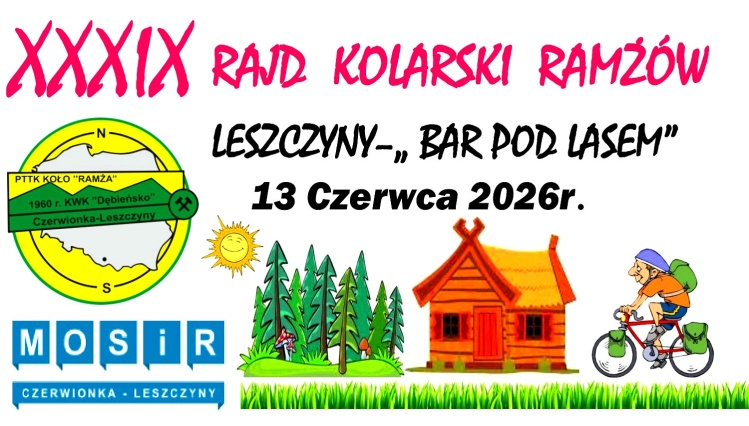 XXXIX RAJD KOLARSKI RAMŻÓW
LESZCZYNY-„ BAR POD LASEM”
13 Czerwca 2026r.
N
PTTK KOŁO "RAMŻA"
1960 r. KWK "Dębieńsko"
Czerwionka-Leszczyny
S
MOSiR
CZERWIONKA - LESZCZYNY